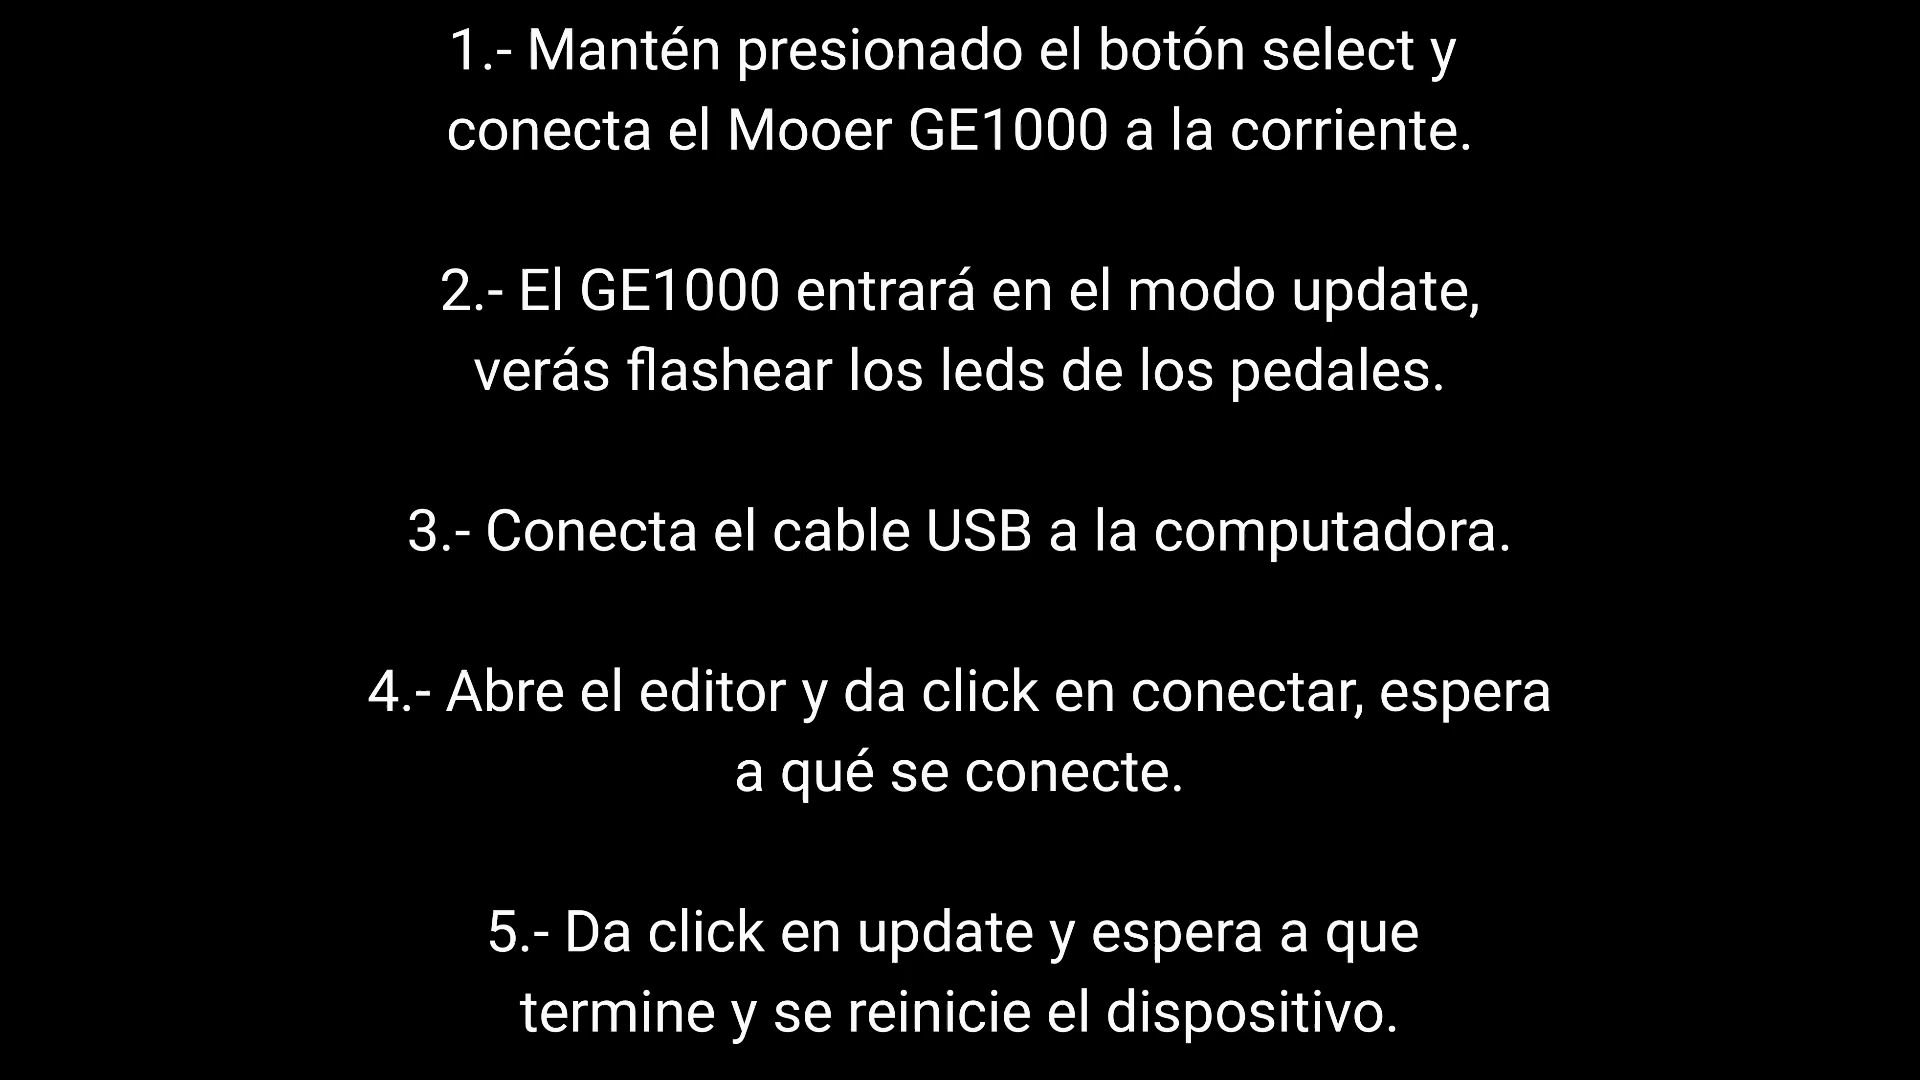 1.- Mantén presionado el botón select y
conecta el Mooer GE1000 a la corriente.
2.- El GE1000 entrará en el modo update,
verás flashear los leds de los pedales.
3.- Conecta el cable USB a la computadora.
4.- Abre el editor y da click en conectar, espera
a qué se conecte.
5.- Da click en update y espera a que
termine y se reinicie el dispositivo.